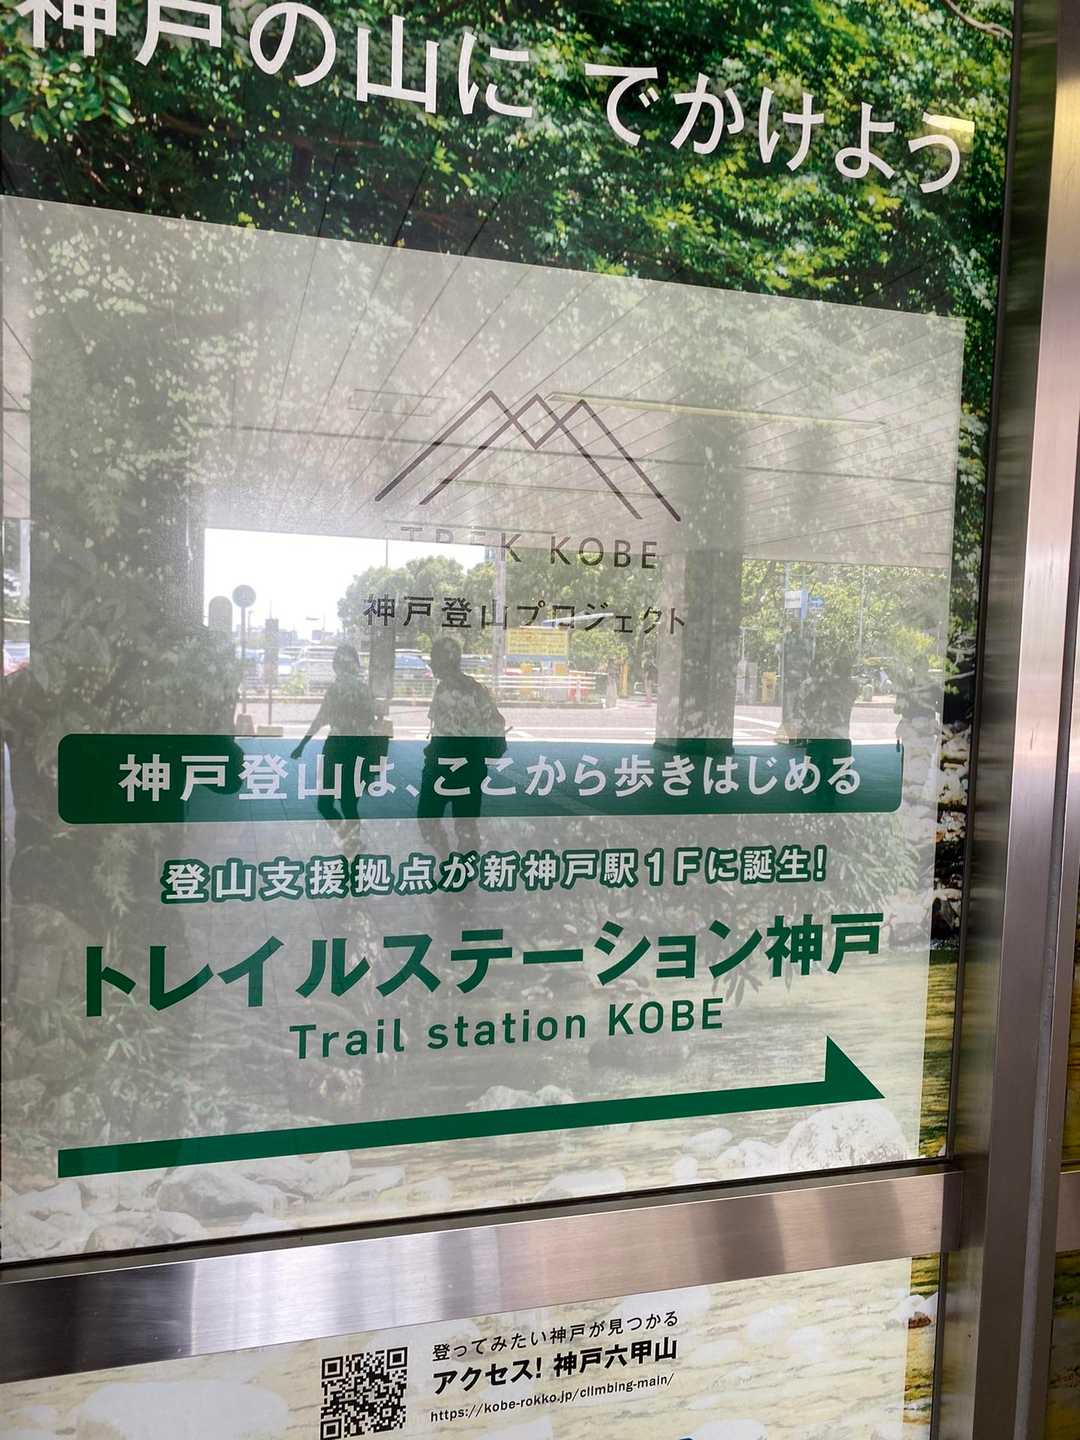 神戸の山に でかけよう
TREK KOBE
神戸登山プロジェクト
神戸登山は、ここから歩きはじめる
登山支援拠点が新神戸駅1Fに誕生!
トレイルステーション神戸
Trail station KOBE
登ってみたい神戸が見つかる
アクセス! 神戸六甲山
https://kobe-rokko.jp/climbing-main/